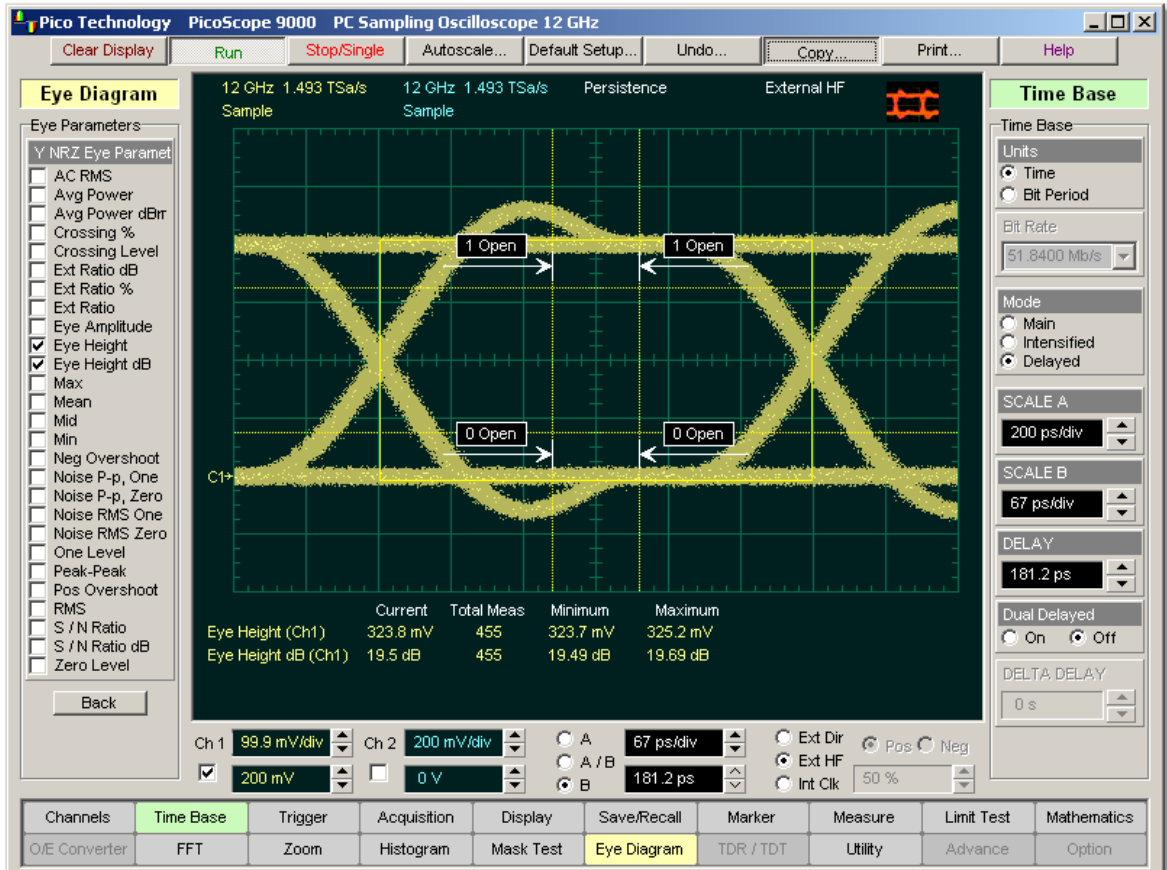 Pico Technology PicoScope 9000 PC Sampling Oscilloscope 12 GHz
Clear Display Run Stop/Single Autoscale... Default Setup... Undo... Copy... Print... Help
Eye Diagram
Eye Parameters
Y NRZ Eye Paramet
AC RMS
Avg Power
Avg Power dBm
Crossing %
Crossing Level
Ext Ratio dB
Ext Ratio %
Ext Ratio
Eye Amplitude
Eye Height
Eye Height dB
Max
Mean
Mid
Min
Neg Overshoot
Noise P-p, One
Noise P-p, Zero
Noise RMS One
Noise RMS Zero
One Level
Peak-Peak
Pos Overshoot
RMS
S / N Ratio
S / N Ratio dB
Zero Level
Back
12 GHz 1.493 TSa/s 12 GHz 1.493 TSa/s Persistence External HF
Sample Sample
1 Open 1 Open
0 Open 0 Open
C1
Current Total Meas Minimum Maximum
Eye Height (Ch1) 323.8 mV 455 323.7 mV 325.2 mV
Eye Height dB (Ch1) 19.5 dB 455 19.49 dB 19.69 dB
Time Base
Time Base
Units
Time
Bit Period
Bit Rate
51.8400 Mb/s
Mode
Main
Intensified
Delayed
SCALE A
200 ps/div
SCALE B
67 ps/div
DELAY
181.2 ps
Dual Delayed
On Off
DELTA DELAY
0 s
Ch 1 99.9 mV/div Ch 2 200 mV/div A 67 ps/div Ext Dir Pos Neg
A / B Ext HF
200 mV 0 V B 181.2 ps Int Clk 50 %
Channels Time Base Trigger Acquisition Display Save/Recall Marker Measure Limit Test Mathematics
O/E Converter FFT Zoom Histogram Mask Test Eye Diagram TDR / TDT Utility Advance Option